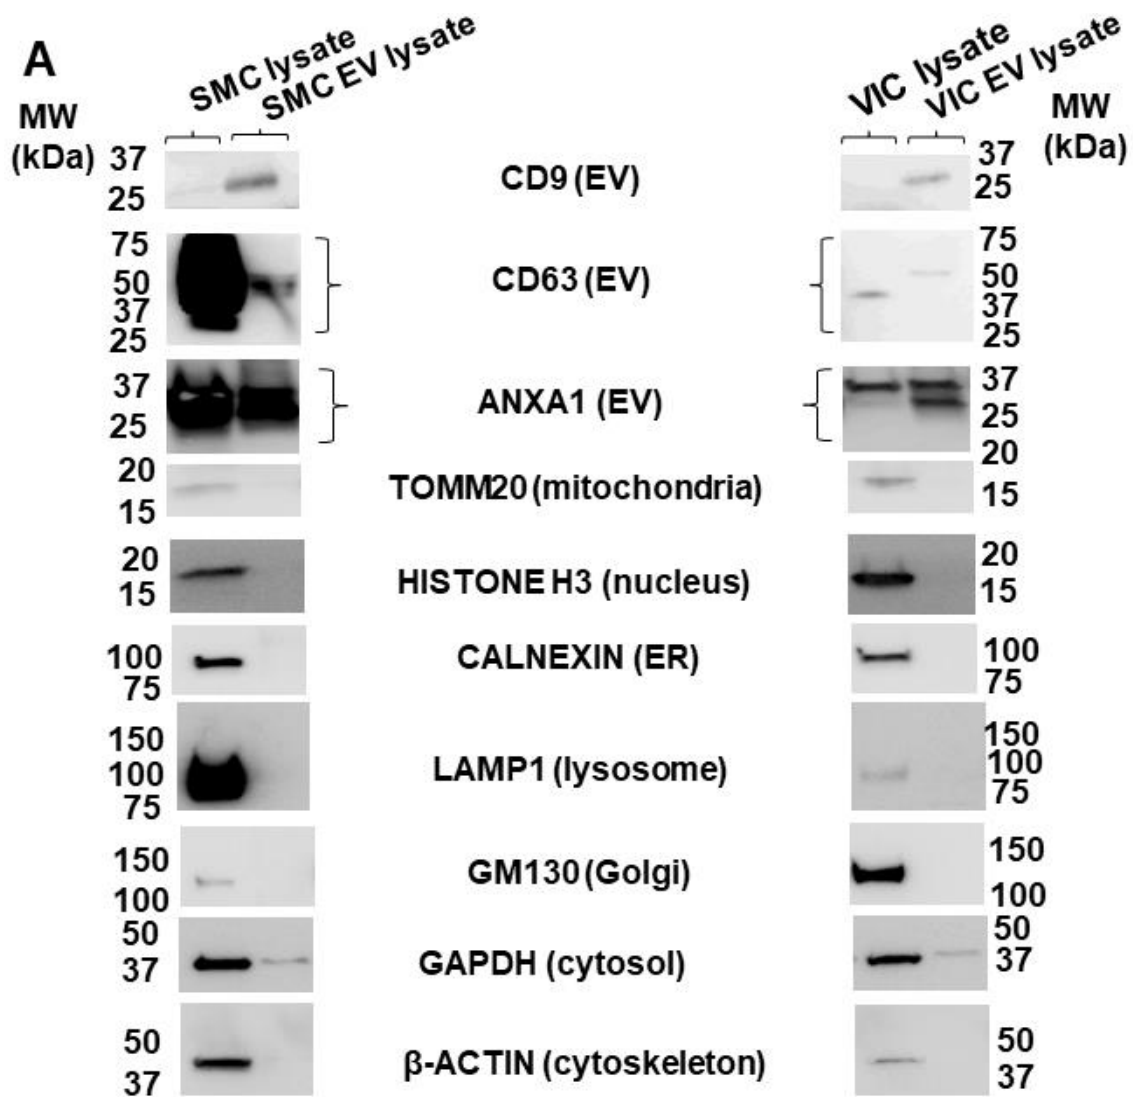 A
SMC lysate
SMC EV lysate
VIC lysate
VIC EV lysate
MW
(kDa)
MW
(kDa)
37
25
CD9 (EV)
37
25
75
50
37
25
CD63 (EV)
75
50
37
25
37
25
ANXA1 (EV)
37
25
20
20
15
TOMM20 (mitochondria)
15
20
15
HISTONE H3 (nucleus)
20
15
100
75
CALNEXIN (ER)
100
75
150
100
75
LAMP1 (lysosome)
150
100
75
150
100
GM130 (Golgi)
150
100
50
37
GAPDH (cytosol)
50
37
50
37
β-ACTIN (cytoskeleton)
50
37